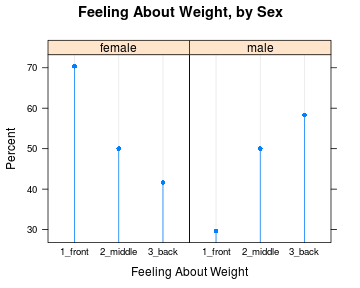 Feeling About Weight, by Sex
female male
70
60
50
40
30
Percent
1_front 2_middle 3_back 1_front 2_middle 3_back
Feeling About Weight